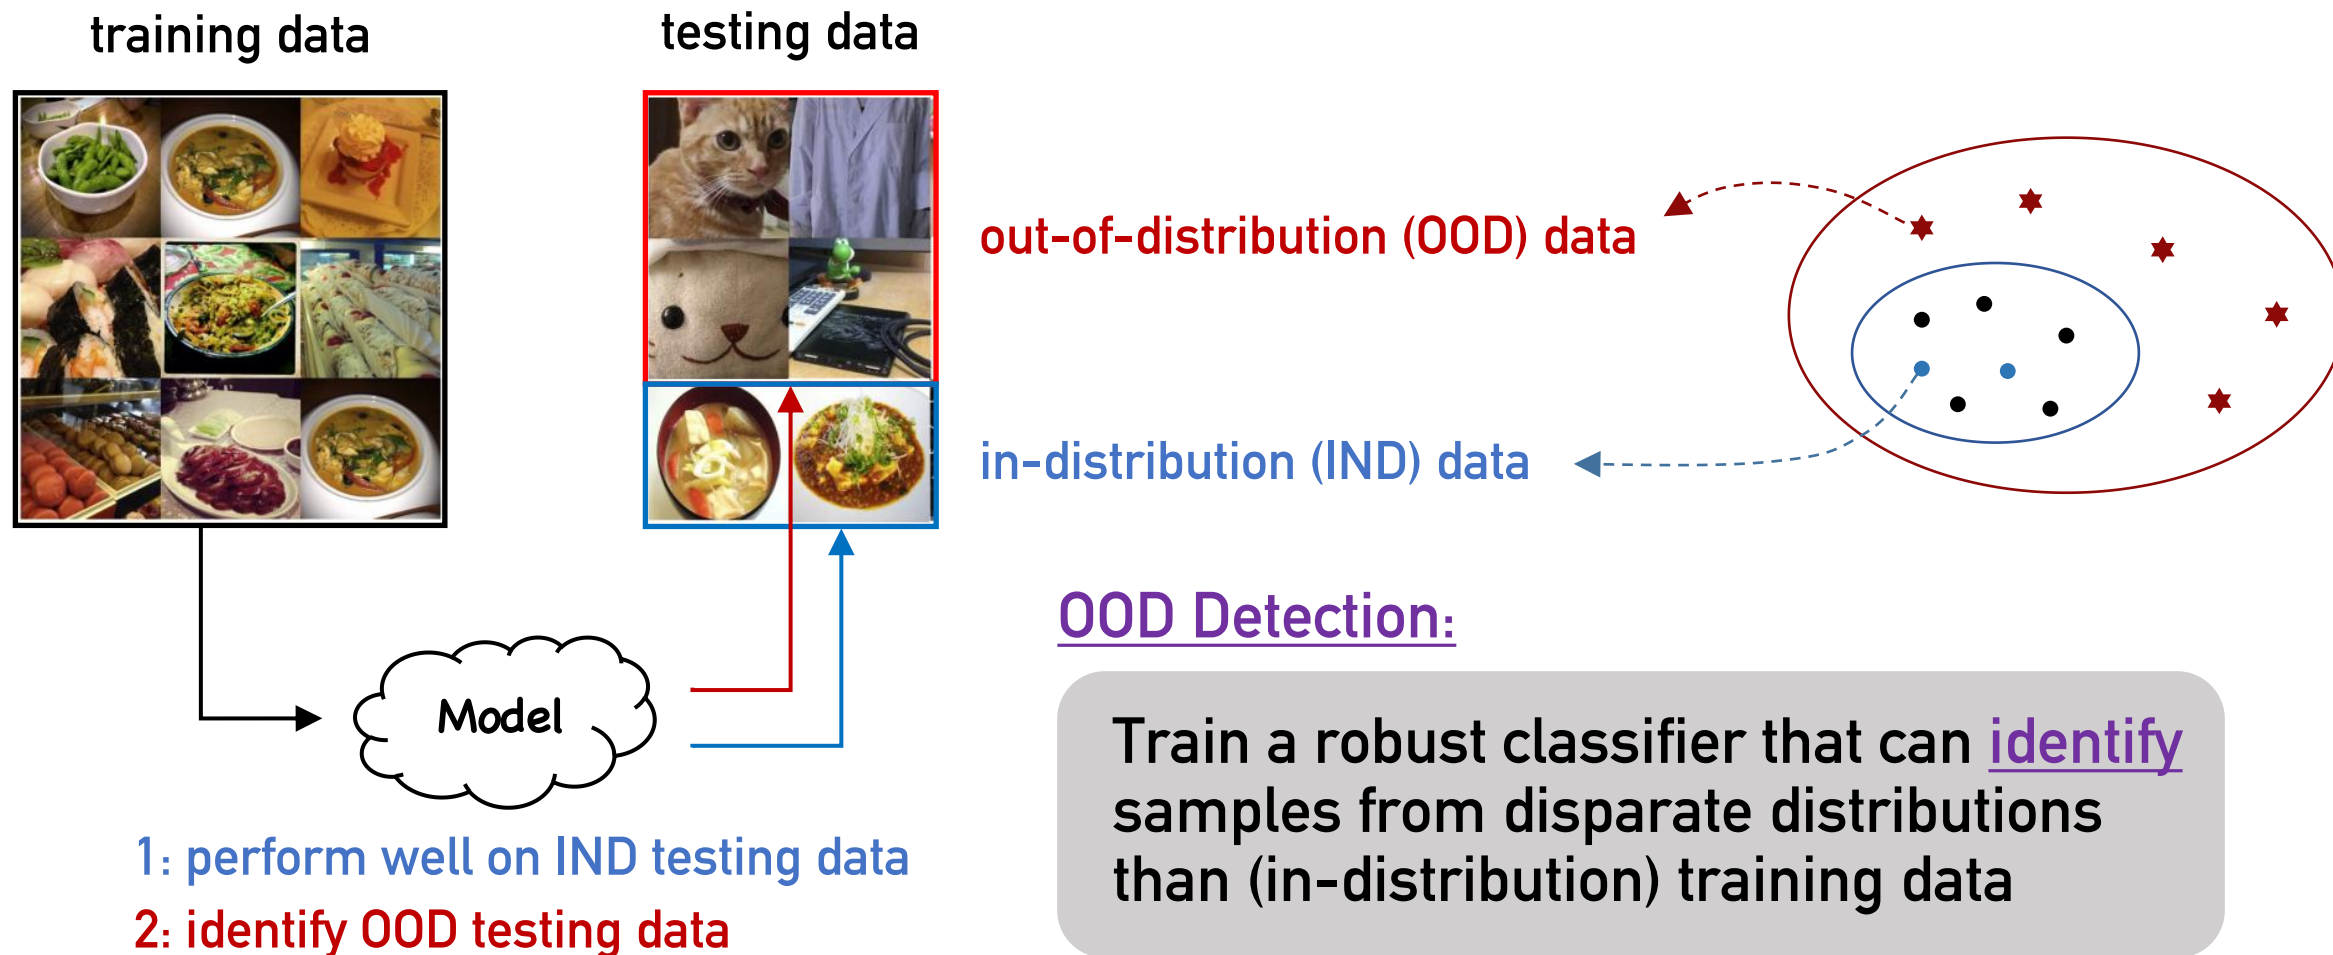 training data
testing data
out-of-distribution (OOD) data
in-distribution (IND) data
Model
1: perform well on IND testing data
2: identify OOD testing data
OOD Detection:
Train a robust classifier that can identify
samples from disparate distributions
than (in-distribution) training data